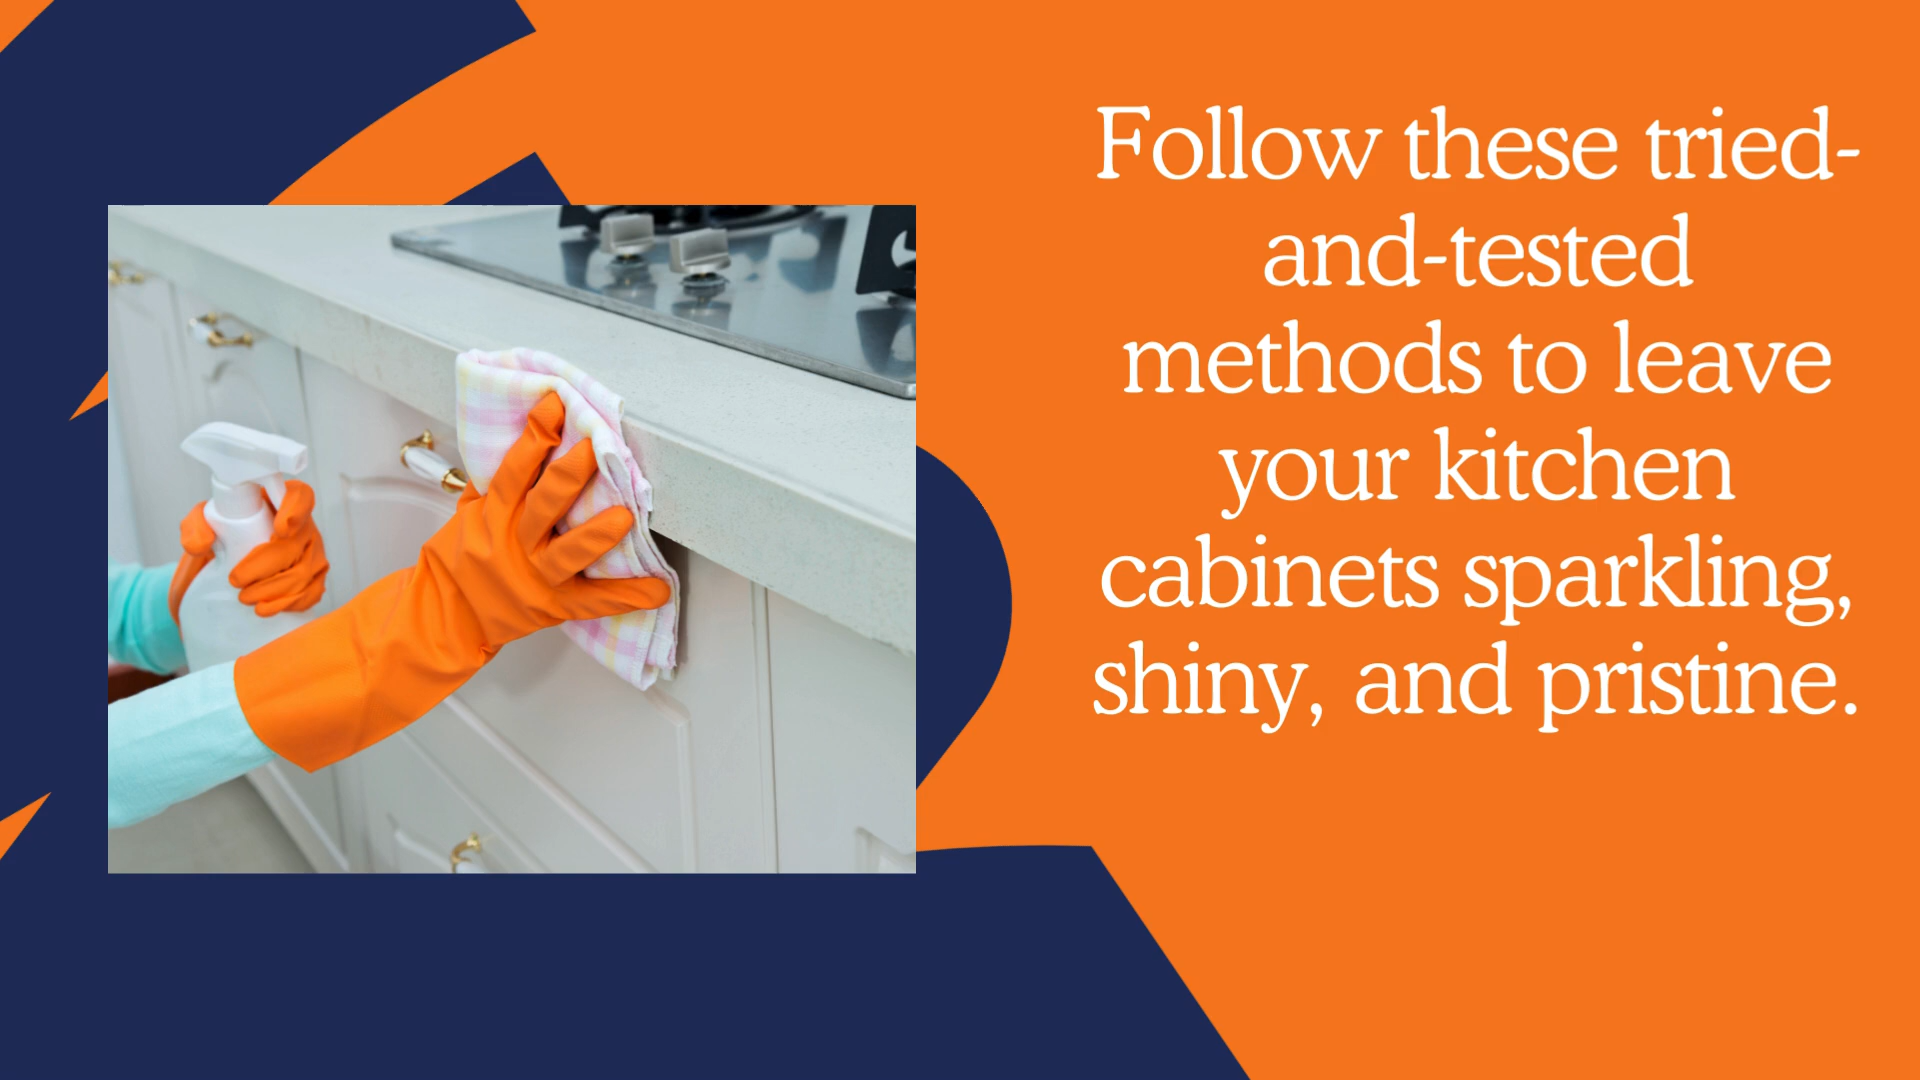 Follow these tried-
and-tested
methods to leave
your kitchen
cabinets sparkling,
shiny, and pristine.